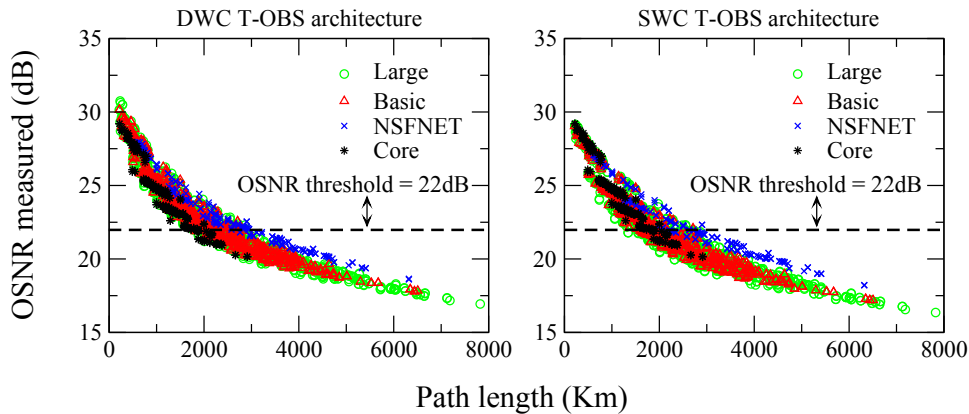 DWC T-OBS architecture
SWC T-OBS architecture
OSNR measured (dB)
35
30
25
20
15
Large
Basic
NSFNET
Core
OSNR threshold = 22dB
0
2000
4000
6000
8000
35
30
25
20
15
Large
Basic
NSFNET
Core
OSNR threshold = 22dB
0
2000
4000
6000
8000
Path length (Km)